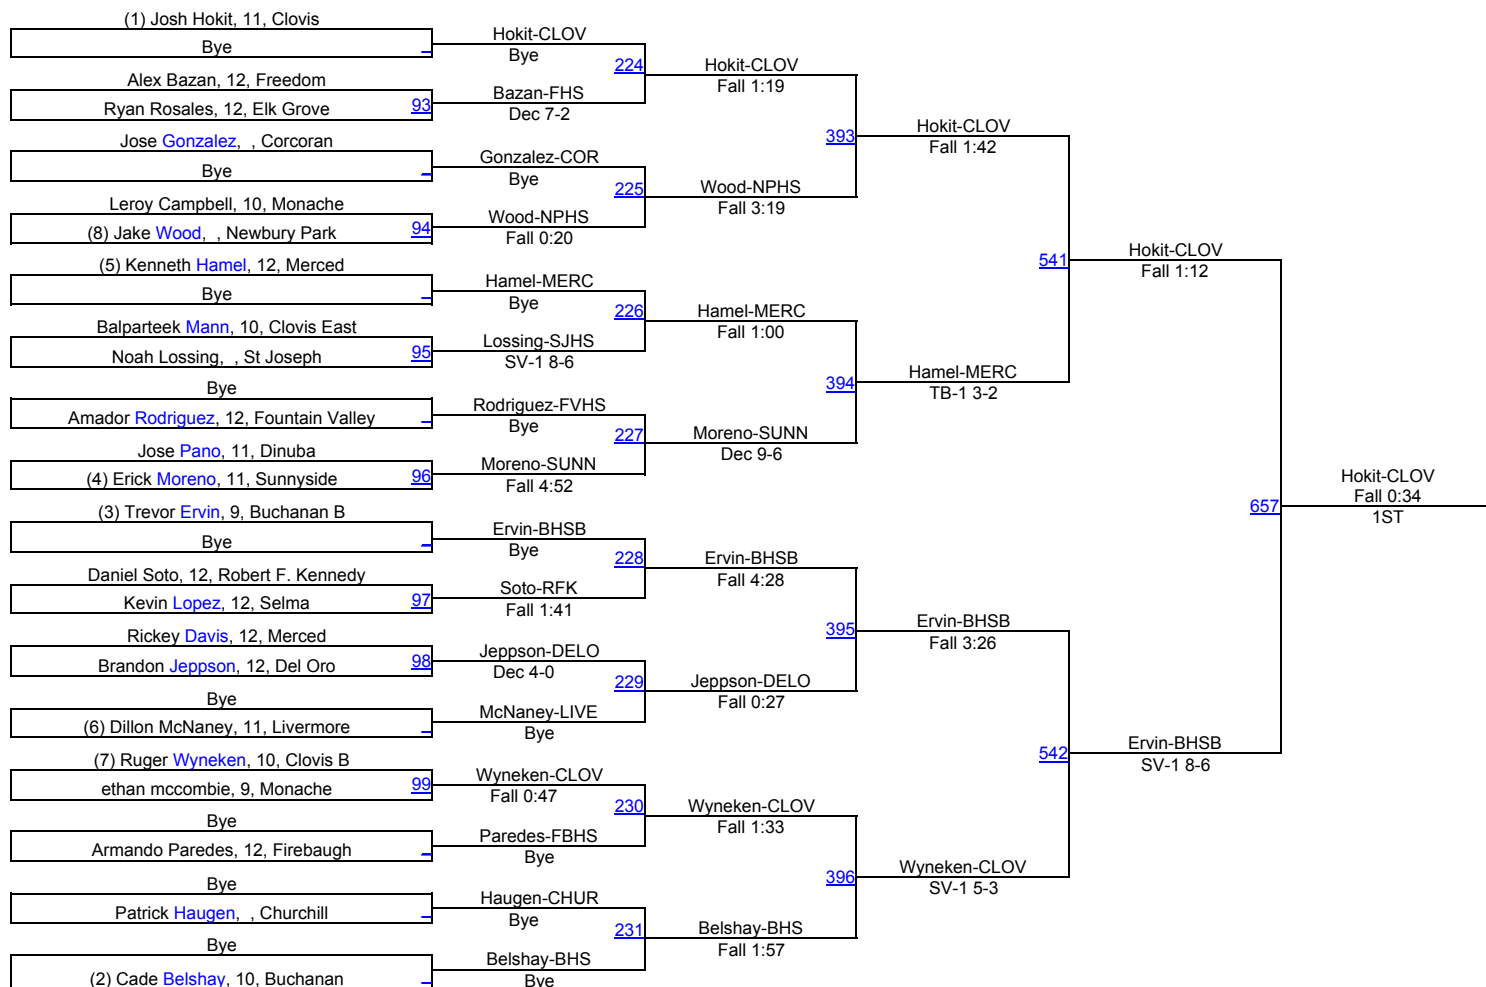 (1) Josh Hokit, 11, Clovis
Bye
Alex Bazan, 12, Freedom
Ryan Rosales, 12, Elk Grove 93
Jose Gonzalez, , Corcoran
Bye
Leroy Campbell, 10, Monache
(8) Jake Wood, , Newbury Park 94
(5) Kenneth Hamel, 12, Merced
Bye
Balparteek Mann, 10, Clovis East
Noah Lossing, , St Joseph 95
Bye
Amador Rodriguez, 12, Fountain Valley
Jose Pano, 11, Dinuba
(4) Erick Moreno, 11, Sunnyside 96
(3) Trevor Ervin, 9, Buchanan B
Bye
Daniel Soto, 12, Robert F. Kennedy
Kevin Lopez, 12, Selma 97
Rickey Davis, 12, Merced
Brandon Jeppson, 12, Del Oro 98
Bye
(6) Dillon McNaney, 11, Livermore
(7) Ruger Wyneken, 10, Clovis B
ethan mccombie, 9, Monache 99
Bye
Armando Paredes, 12, Firebaugh
Bye
Patrick Haugen, , Churchill
Bye
(2) Cade Belshay, 10, Buchanan
Hokit-CLOV
Bye
224
Bazan-FHS
Dec 7-2
Gonzalez-COR
Bye
225
Wood-NPHS
Fall 0:20
Hamel-MERC
Bye
226
Lossing-SJHS
SV-1 8-6
Rodriguez-FVHS
Bye
227
Moreno-SUNN
Fall 4:52
Ervin-BHSB
Bye
228
Soto-RFK
Fall 1:41
Jeppson-DELO
Dec 4-0
229
McNaney-LIVE
Bye
Wyneken-CLOV
Fall 0:47
230
Paredes-FBHS
Bye
Haugen-CHUR
Bye
231
Belshay-BHS
Bye
Hokit-CLOV
Fall 1:19
393
Wood-NPHS
Fall 3:19
Hamel-MERC
Fall 1:00
394
Moreno-SUNN
Dec 9-6
Ervin-BHSB
Fall 4:28
395
Jeppson-DELO
Fall 0:27
Wyneken-CLOV
Fall 1:33
396
Belshay-BHS
Fall 1:57
Hokit-CLOV
Fall 1:42
541
Hamel-MERC
TB-1 3-2
Ervin-BHSB
Fall 3:26
542
Wyneken-CLOV
SV-1 5-3
Hokit-CLOV
Fall 1:12
657
Ervin-BHSB
SV-1 8-6
Hokit-CLOV
Fall 0:34
1ST